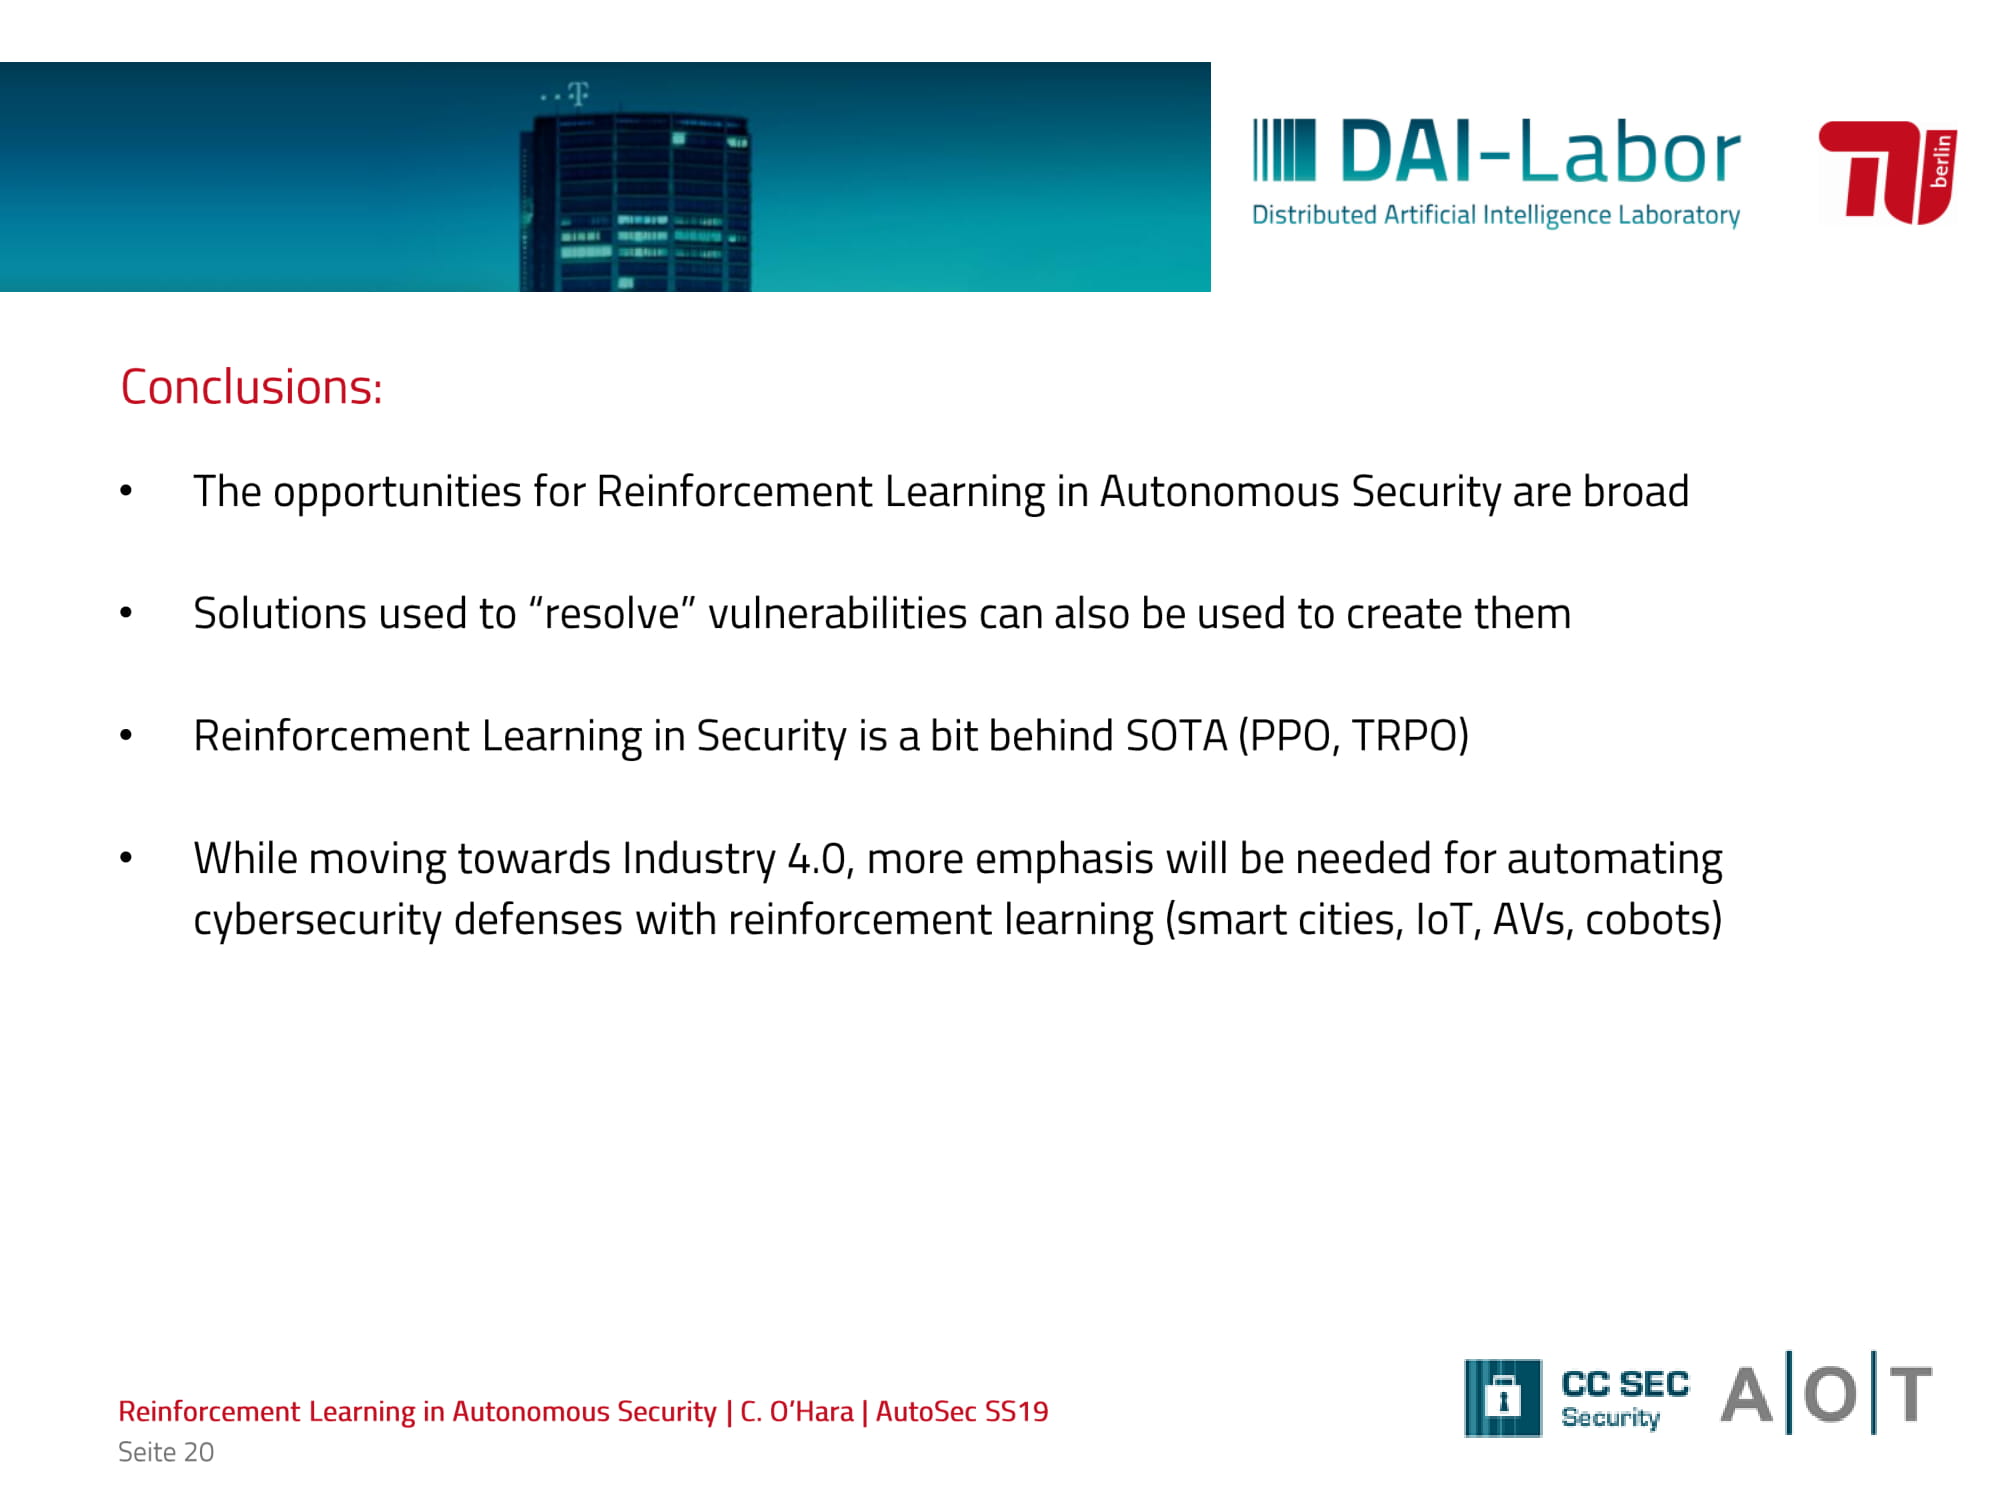 T
DAI-Labor
Distributed Artificial Intelligence Laboratory
berlin
Conclusions:
• The opportunities for Reinforcement Learning in Autonomous Security are broad
• Solutions used to “resolve” vulnerabilities can also be used to create them
• Reinforcement Learning in Security is a bit behind SOTA (PPO, TRPO)
• While moving towards Industry 4.0, more emphasis will be needed for automating
cybersecurity defenses with reinforcement learning (smart cities, IoT, AVs, cobots)
Reinforcement Learning in Autonomous Security | C. O’Hara | AutoSec SS19
Seite 20
CC SEC
Security
A|O|T